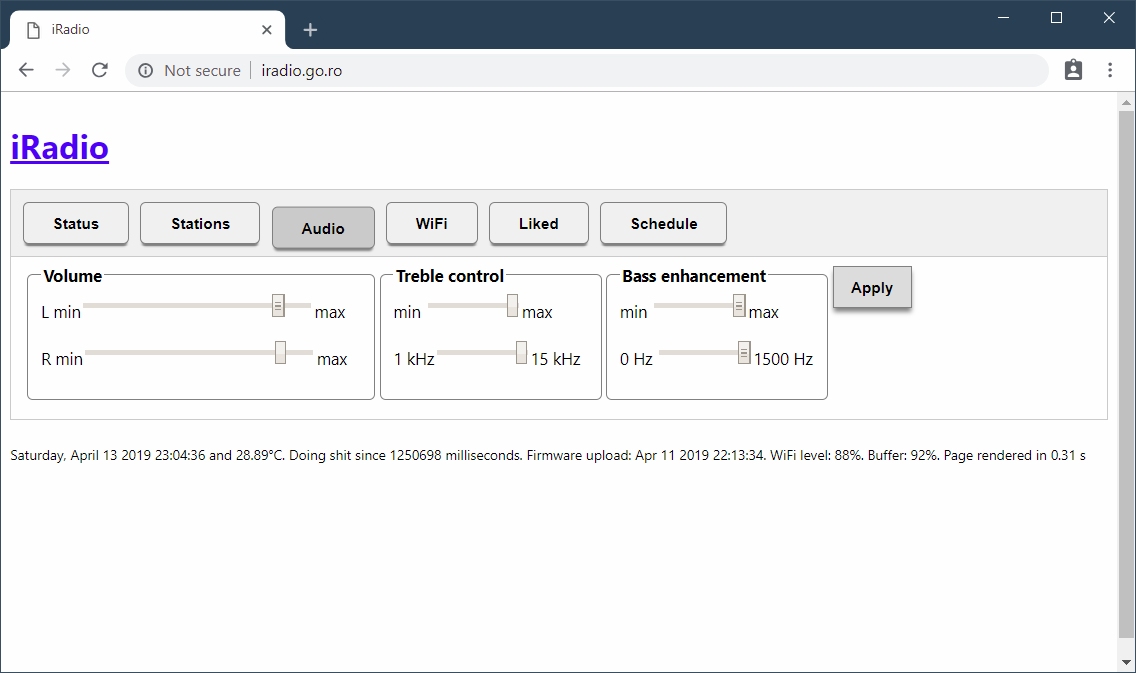 iRadio
Not secure iradio.go.ro
iRadio
Status Stations Audio WiFi Liked Schedule
Volume Treble control Bass enhancement Apply
L min max min max min max
R min max 1 kHz 15 kHz 0 Hz 1500 Hz
Saturday, April 13 2019 23:04:36 and 28.89°C. Doing shit since 1250698 milliseconds. Firmware upload: Apr 11 2019 22:13:34. WiFi level: 88%. Buffer: 92%. Page rendered in 0.31 s